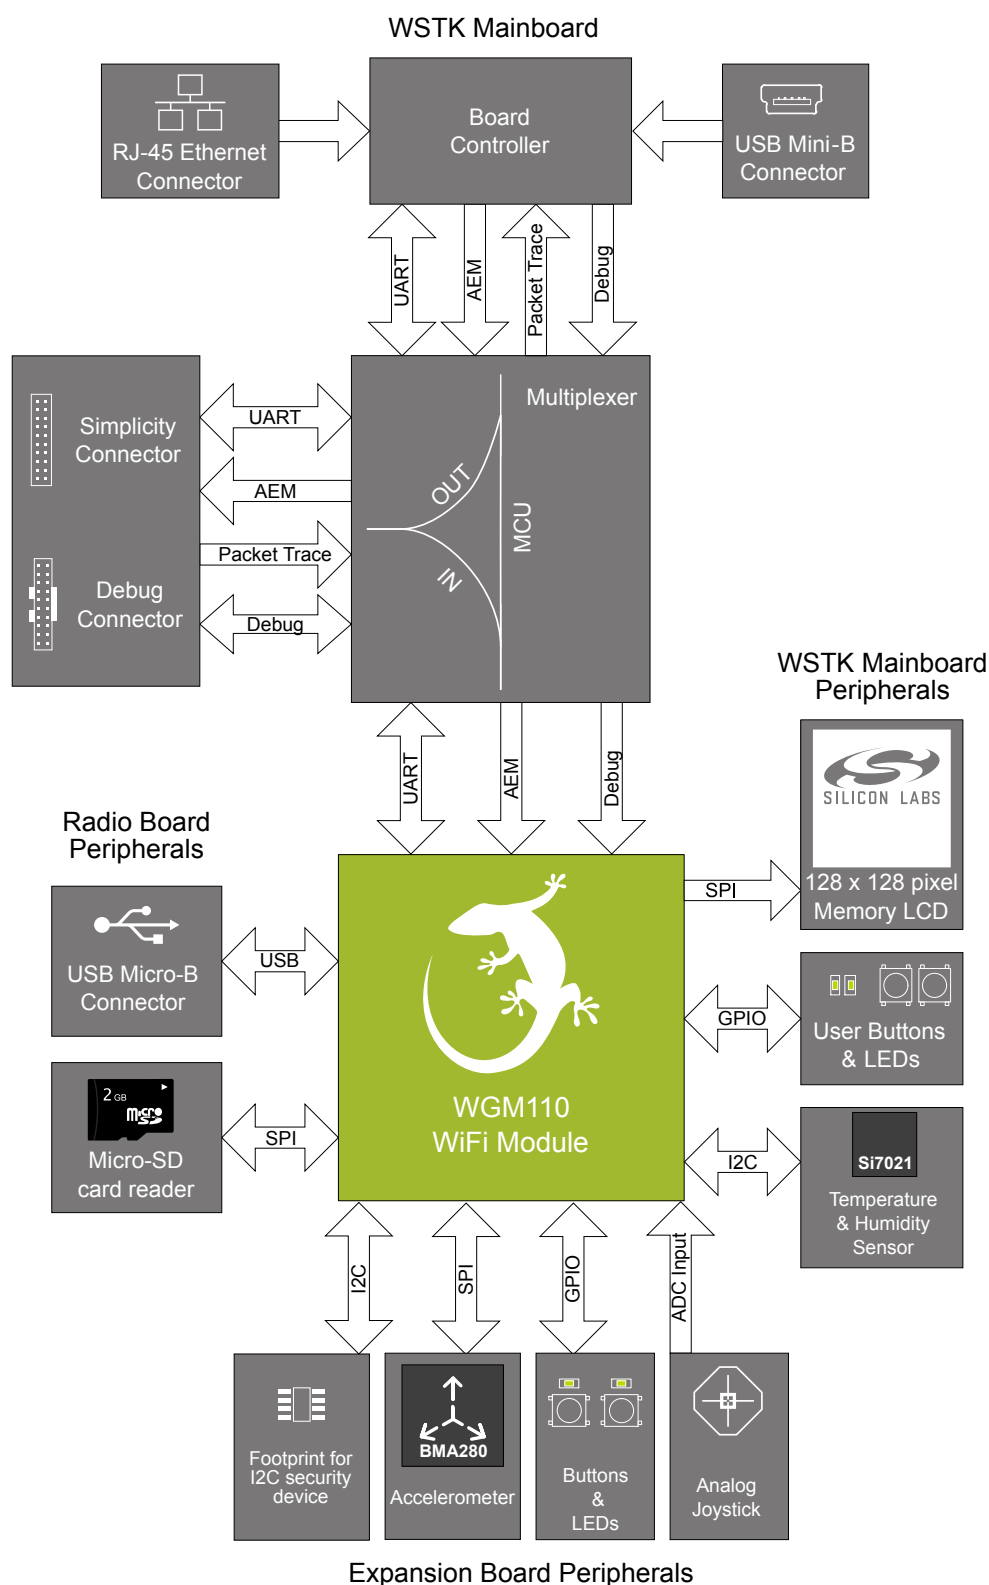 WSTK Mainboard
RJ-45 Ethernet
Connector
Board
Controller
USB Mini-B
Connector
UART
AEM
Packet Trace
Debug
Simplicity
Connector
Debug
Connector
UART
AEM
Packet Trace
Debug
Multiplexer
OUT
IN
MCU
UART
AEM
Debug
WSTK Mainboard
Peripherals
SILICON LABS
128 x 128 pixel
Memory LCD
SPI
Radio Board
Peripherals
USB Micro-B
Connector
USB
GPIO
User Buttons
& LEDs
2 GB
micro
SD
Micro-SD
card reader
SPI
WGM110
WiFi Module
I2C
Si7021
Temperature
& Humidity
Sensor
I2C
SPI
GPIO
ADC Input
Footprint for
I2C security
device
BMA280
Accelerometer
Buttons
&
LEDs
Analog
Joystick
Expansion Board Peripherals